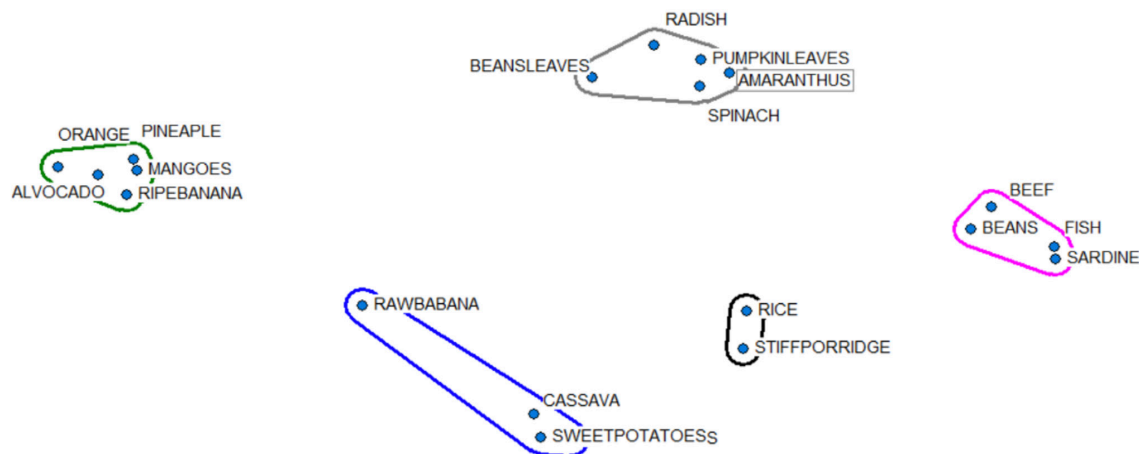 RADISH
BEANSLEAVES
PUMPKINLEAVES
AMARANTHUS
SPINACH
ORANGE
PINEAPLE
MANGOES
ALVOCADO
RIPEBANANA
BEEF
BEANS
FISH
SARDINE
RAWBABANA
RICE
STIFFPORRIDGE
CASSAVA
SWEETPOTATOESS